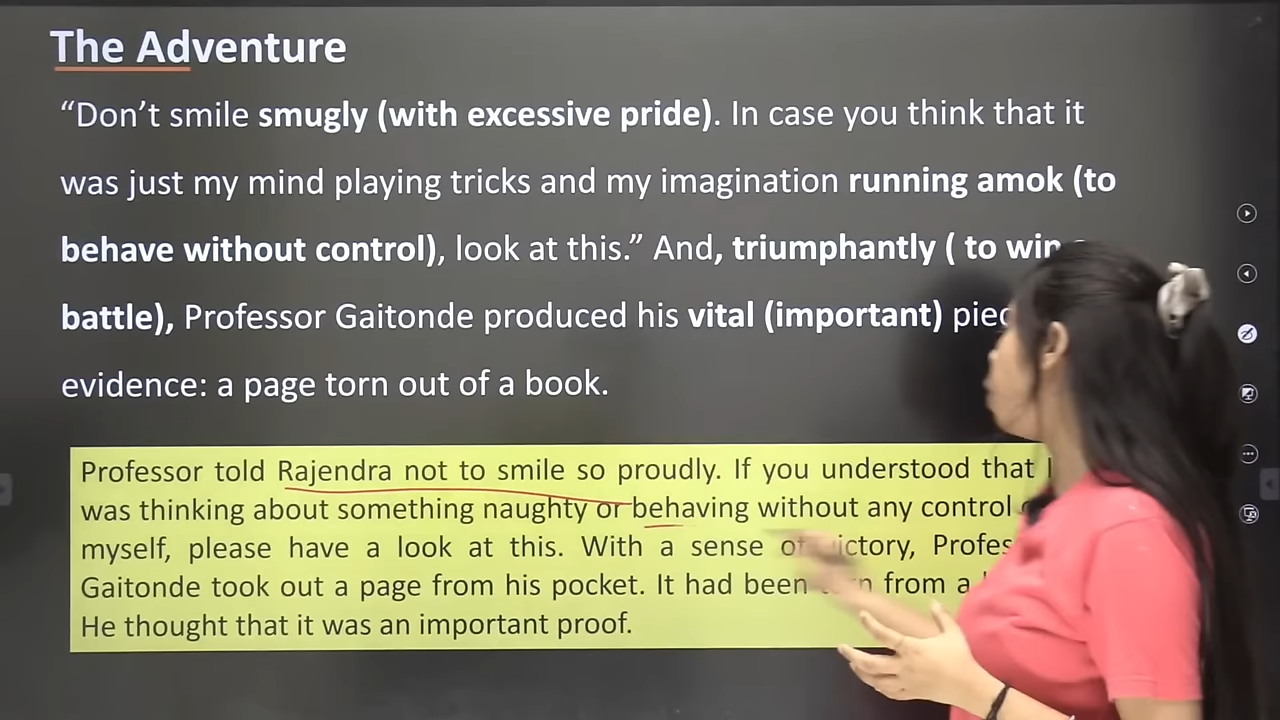 The Adventure
“Don’t smile smugly (with excessive pride). In case you think that it
was just my mind playing tricks and my imagination running amok (to
behave without control), look at this.” And, triumphantly ( to win
battle), Professor Gaitonde produced his vital (important)
evidence: a page torn out of a book.
Professor told Rajendra not to smile so proudly. If you understood that I
was thinking about something naughty or behaving without any control
myself, please have a look at this. With a sense of victory,
Gaitonde took out a page from his pocket. It had been from a
He thought that it was an important proof.